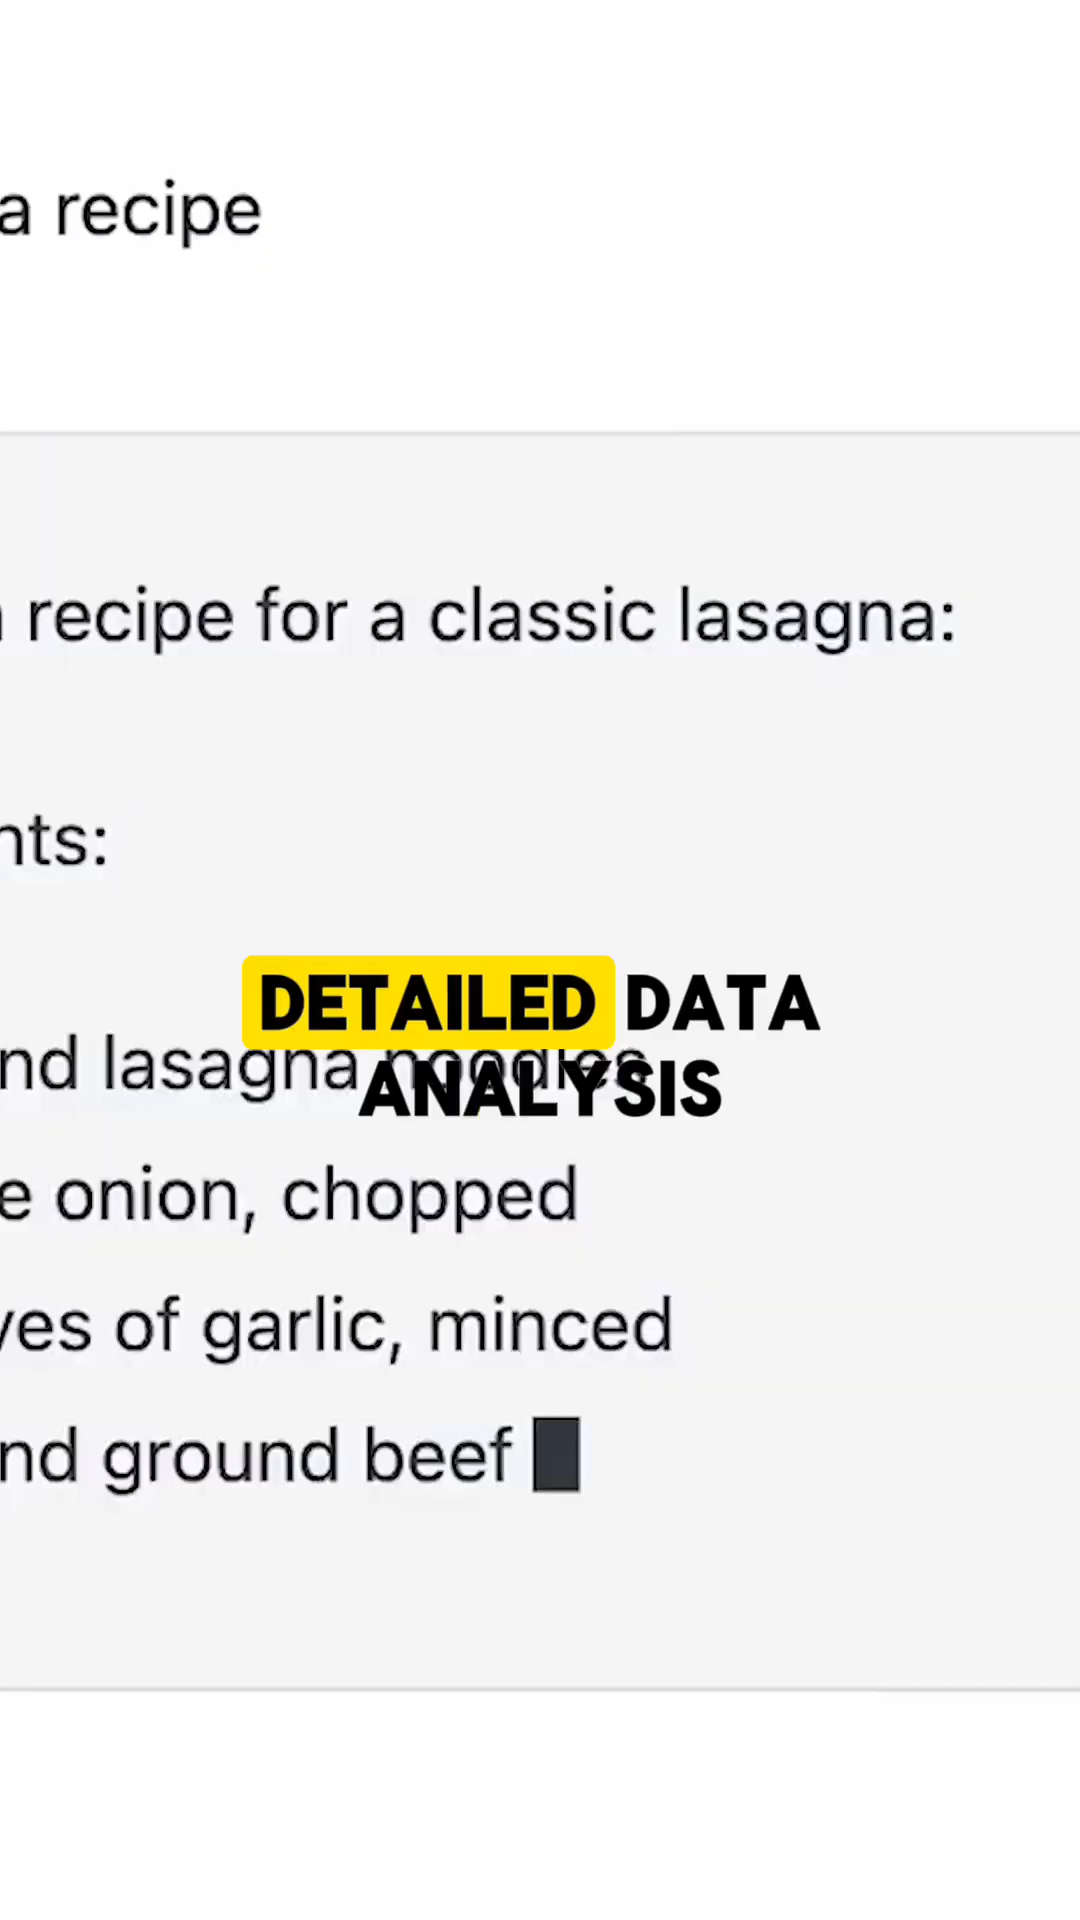 a recipe
recipe for a classic lasagna:
nts:
DETAILED DATA
nd lasagna noodles
ANALYSIS
e onion, chopped
ves of garlic, minced
nd ground beef